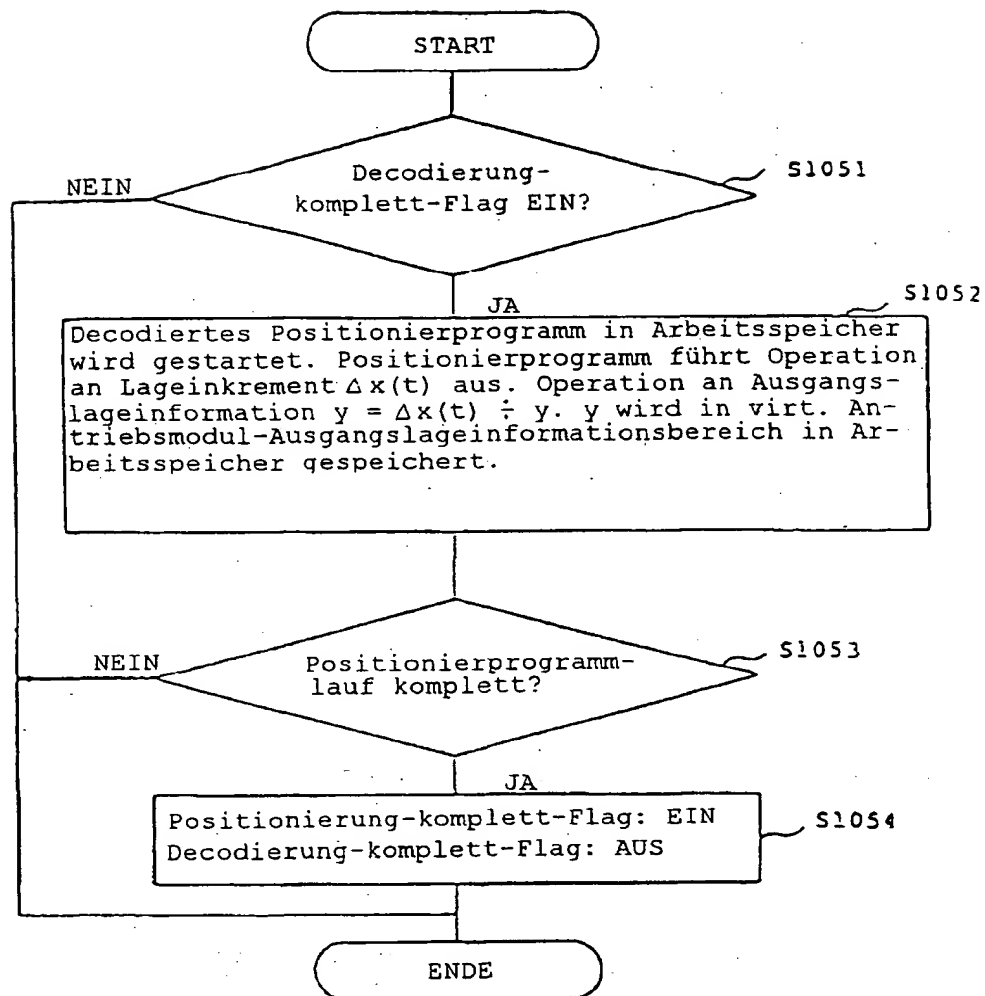 START
Decodierung-
komplett-Flag EIN?
S1051
NEIN
JA
S1052
Decodiertes Positionierprogramm in Arbeitsspeicher
wird gestartet. Positionierprogramm führt Operation
an Lageinkrement Δx(t) aus. Operation an Ausgangs-
lageinformation y = Δx(t) ÷ y. y wird in virt. An-
triebsmodul-Ausgangslageinformationsbereich in Ar-
beitsspeicher gespeichert.
Positionierprogramm-
lauf komplett?
S1053
NEIN
JA
Positionierung-komplett-Flag: EIN
Decodierung-komplett-Flag: AUS
S1054
ENDE